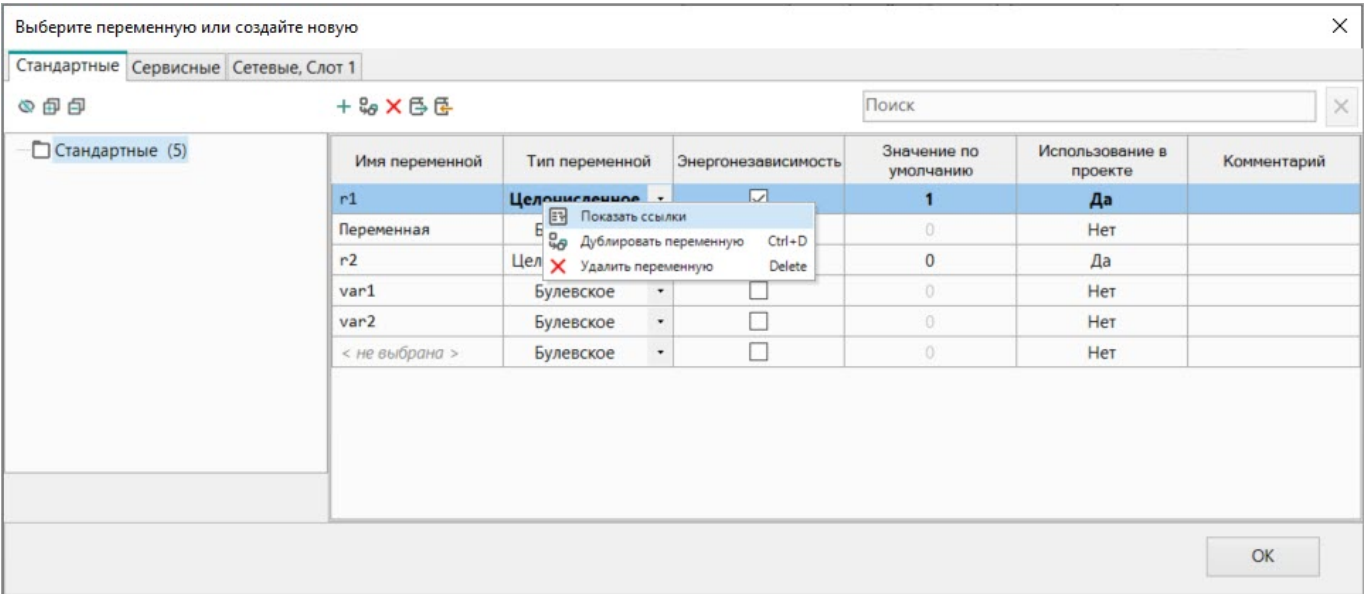 Выберите переменную или создайте новую
Стандартные Сервисные Сетевые, Слот 1
Поиск
Стандартные (5)
Имя переменной Тип переменной Энергонезависимость Значение по умолчанию Использование в проекте Комментарий
r1 Целочисленное 1 Да
Показать ссылки
Переменная 0 Нет
Дублировать переменную Ctrl+D
r2 0 Да
Удалить переменную Delete
var1 Булевское 0 Нет
var2 Булевское 0 Нет
< не выбрана > Булевское 0 Нет
OK